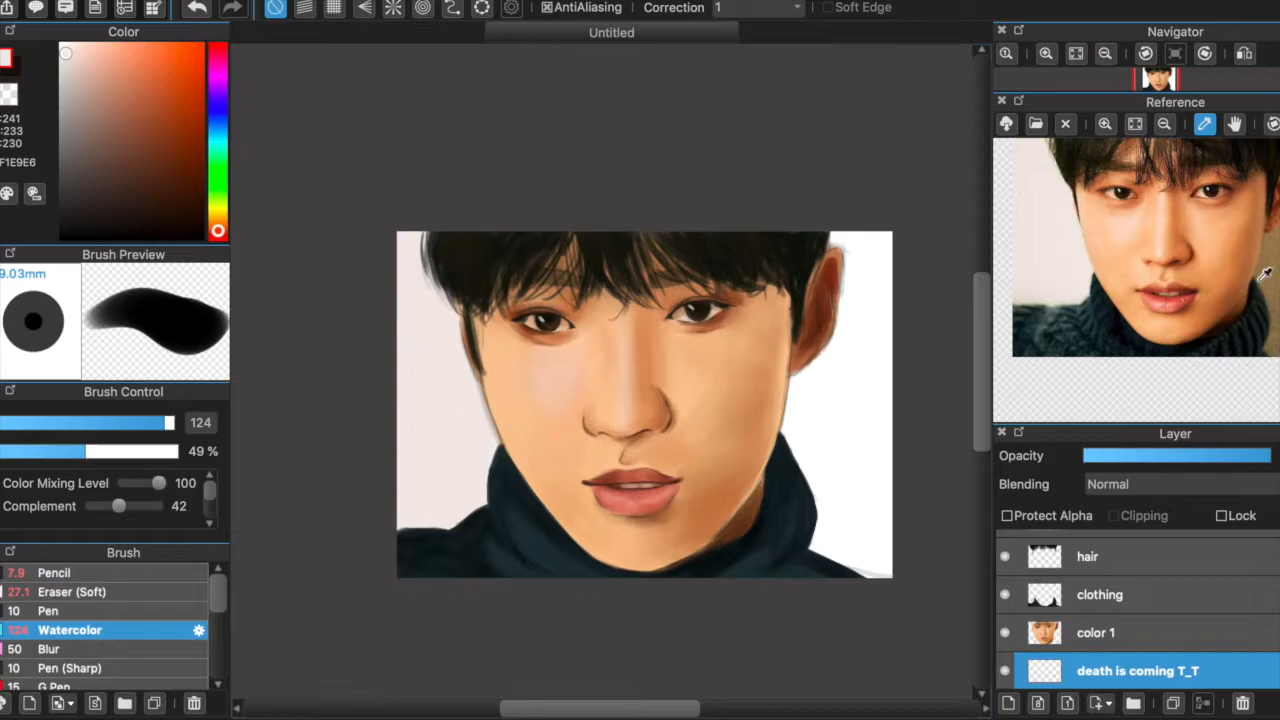 AntiAliasing Correction 1 Soft Edge
Color
Untitled
Navigator
Reference
:241
:233
:230
F1E9E6
Brush Preview
9.03mm
Brush Control
124
49 %
Color Mixing Level 100
Complement 42
Brush
7.9 Pencil
27.1 Eraser (Soft)
10 Pen
124 Watercolor
50 Blur
10 Pen (Sharp)
15 G Pen
Layer
Opacity
Blending Normal
Protect Alpha Clipping Lock
hair
clothing
color 1
death is coming T_T